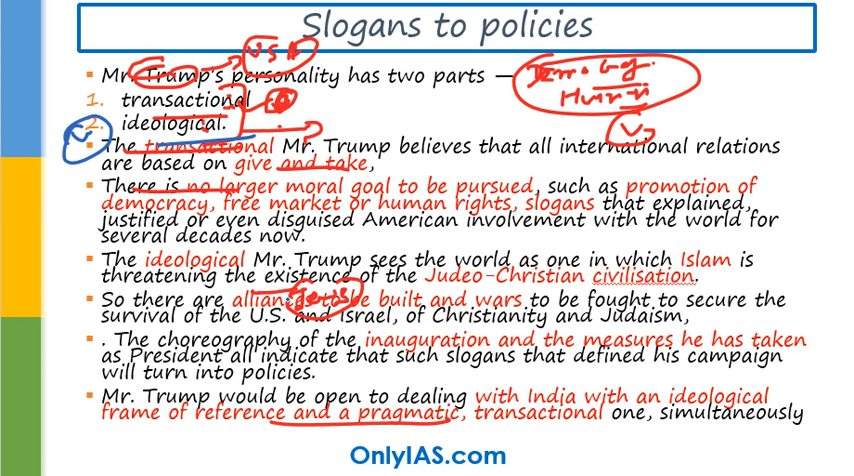 Slogans to policies
USA
Mr. Trump's personality has two parts —
1. transactional
2. ideological.
The transactional Mr. Trump believes that all international relations
are based on give and take,
There is no larger moral goal to be pursued, such as promotion of
democracy, free market or human rights, slogans that explained,
justified or even disguised American involvement with the world for
several decades now.
The ideological Mr. Trump sees the world as one in which Islam is
threatening the existence of the Judeo-Christian civilisation.
So there are alliances to be built and wars to be fought to secure the
survival of the U.S. and Israel, of Christianity and Judaism,
. The choreography of the inauguration and the measures he has taken
as President all indicate that such slogans that defined his campaign
will turn into policies.
Mr. Trump would be open to dealing with India with an ideological
frame of reference and a pragmatic, transactional one, simultaneously
OnlyIAS.com